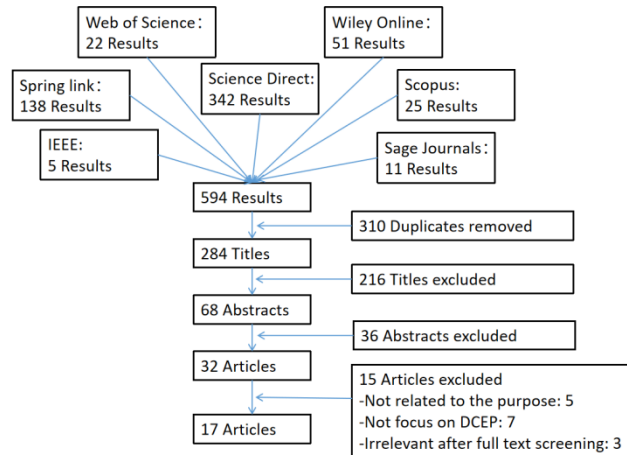 Web of Science:
22 Results
Wiley Online:
51 Results
Spring link:
138 Results
Science Direct:
342 Results
Scopus:
25 Results
IEEE:
5 Results
Sage Journals:
11 Results
594 Results
310 Duplicates removed
284 Titles
216 Titles excluded
68 Abstracts
36 Abstracts excluded
32 Articles
15 Articles excluded
-Not related to the purpose: 5
-Not focus on DCEP: 7
-Irrelevant after full text screening: 3
17 Articles